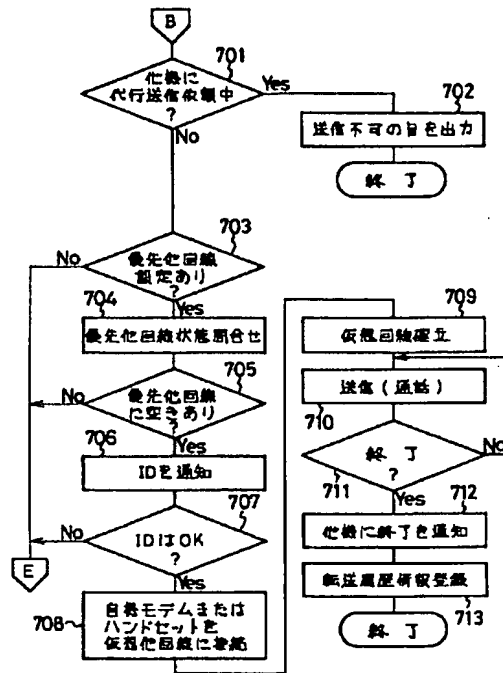 B
701
他機に
代行送信依頼中
?
Yes
No
702
送信不可の旨を出力
終了
703
優先他回線
設定あり
?
No
Yes
704
優先他回線状態問合せ
705
優先他回線
に空きあり
?
No
Yes
706
IDを通知
707
IDはOK
?
No
Yes
E
708
自機モデムまたは
ハンドセットを
仮想他回線に接続
709
仮想回線確立
送信(通話)
710
終了
?
711
No
Yes
712
他機に終了を通知
転送履歴情報登録
713
終了